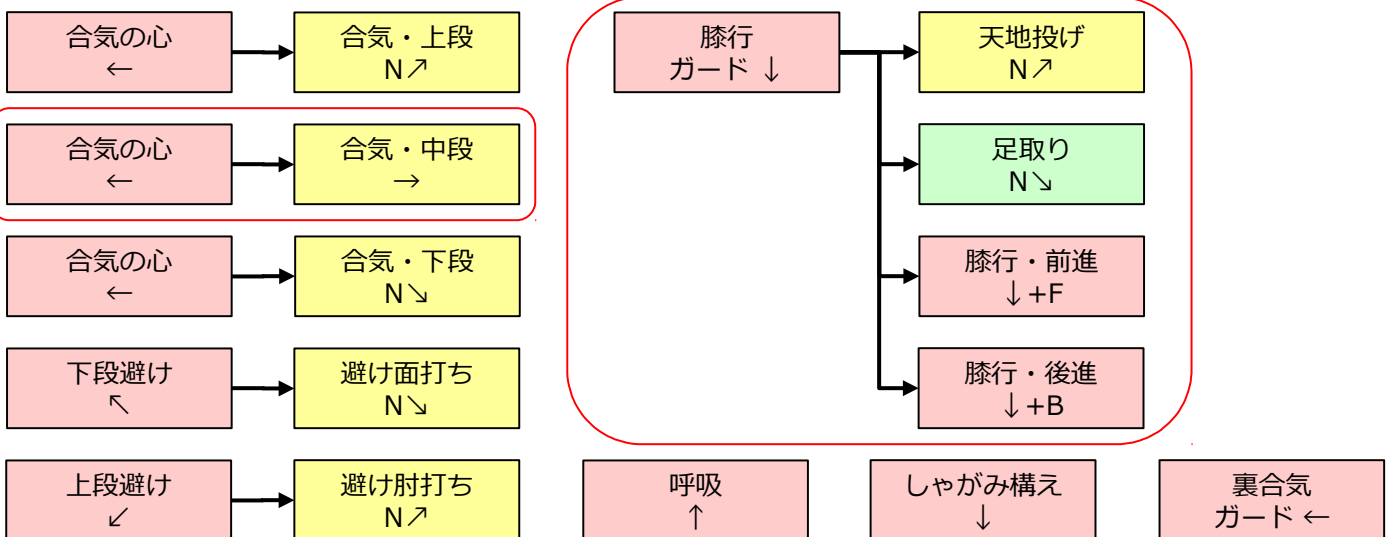 合気の心
←
合気・上段
N↗
膝行
ガード ↓
天地投げ
N↗
合気の心
←
合気・中段
→
足取り
N↘
合気の心
←
合気・下段
N↘
膝行・前進
↓+F
下段避け
↖
避け面打ち
N↘
膝行・後進
↓+B
上段避け
↙
避け肘打ち
N↗
呼吸
↑
しゃがみ構え
↓
裏合気
ガード ←